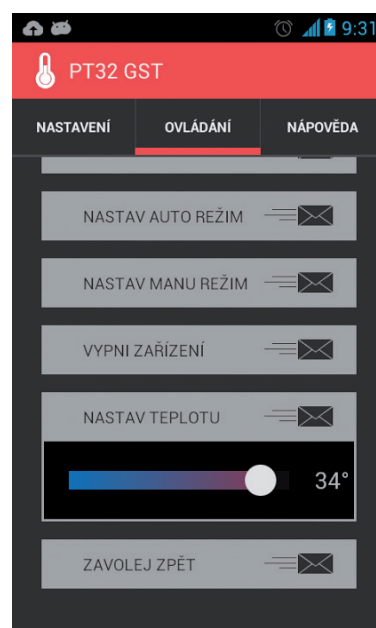 9:31
PT32 GST
NASTAVENÍ OVLÁDÁNÍ NÁPOVĚDA
NASTAV AUTO REŽIM
NASTAV MANU REŽIM
VYPNI ZAŘÍZENÍ
NASTAV TEPLOTU
34°
ZAVOLEJ ZPĚT